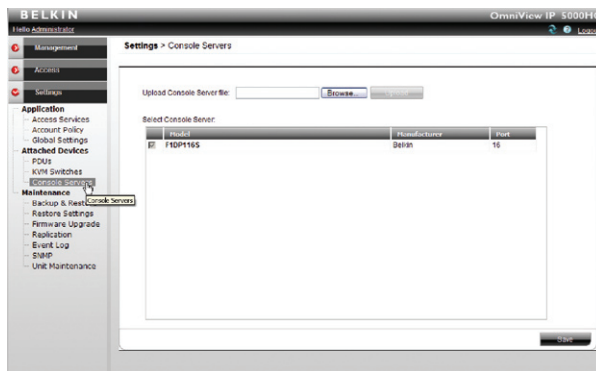 BELKIN
OmniView IP 5000H
Hello Administrator
Management
Access
Settings
Application
Access Services
Account Policy
Global Settings
Attached Devices
PDUs
KVM Switches
Console Servers
Maintenance
Backup & Resto
Console Servers
Restore Settings
Firmware Upgrade
Replication
Event Log
SNMP
Unit Maintenance
Settings > Console Servers
Upload Console Server file:
Browse...
Select Console Server:
Model Manufacturer Port
F1DP116S Belkin 16
Save